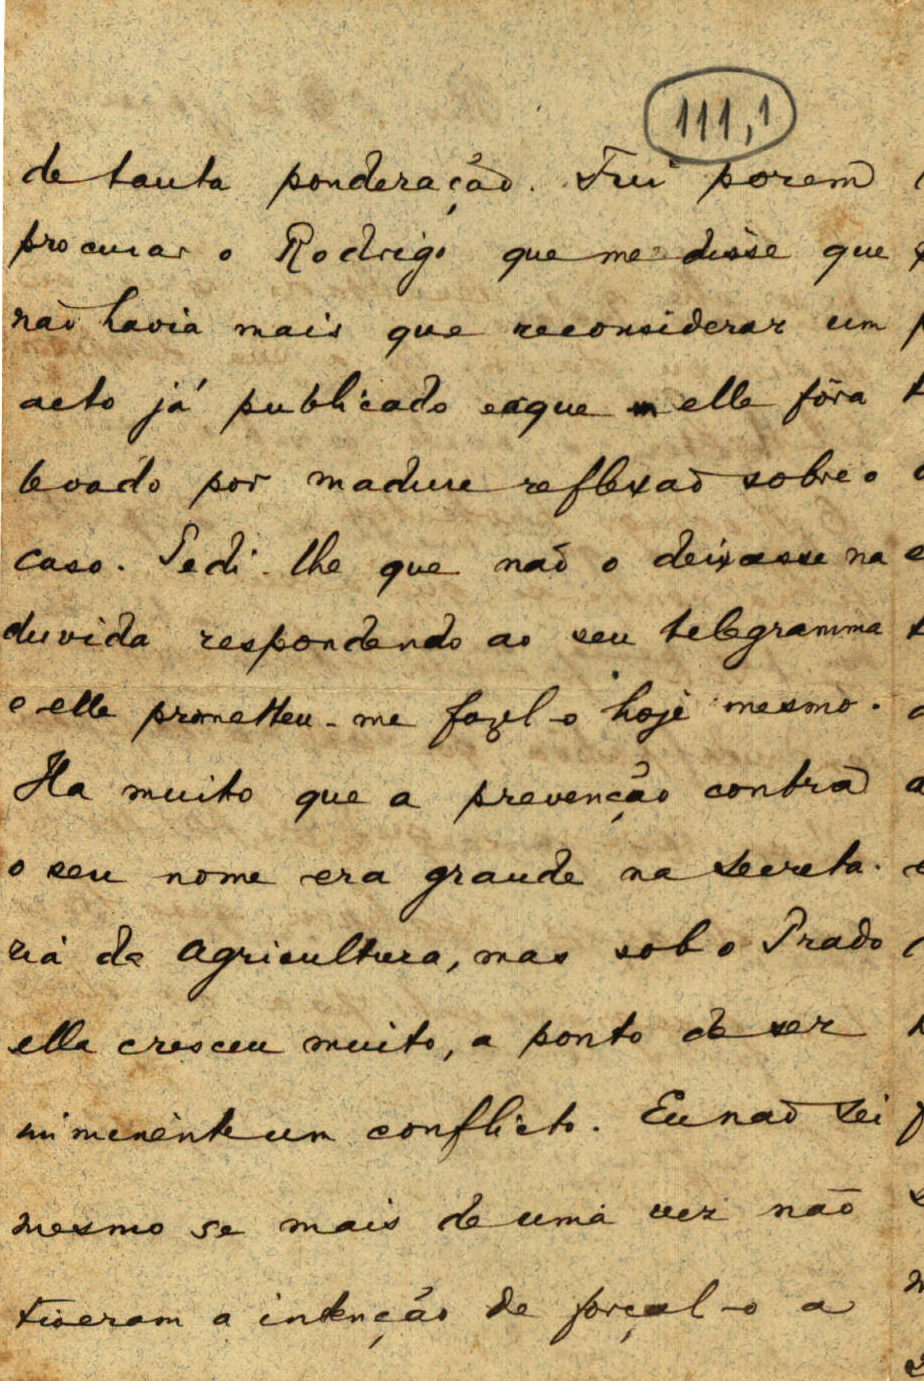 111,1
de tanta ponderação. Fui porem
procurar o Rodrigo que me disse que
não havia mais que reconsiderar um
acto já publicado e que elle fôra
levado por madura reflexão sobre o
caso. Pedi-lhe que não o deixasse na
duvida respondendo ao seu telegramma
e elle prometteu-me fazel-o hoje mesmo.
Ha muito que a prevenção contra
o seu nome era grande na Secreta-
ria da Agricultura, mas sob o Prado
ella cresceu muito, a ponto de ser
imminente um conflicto. Eu não sei
mesmo se mais de uma vez não
tiveram a intenção de forçal-o a